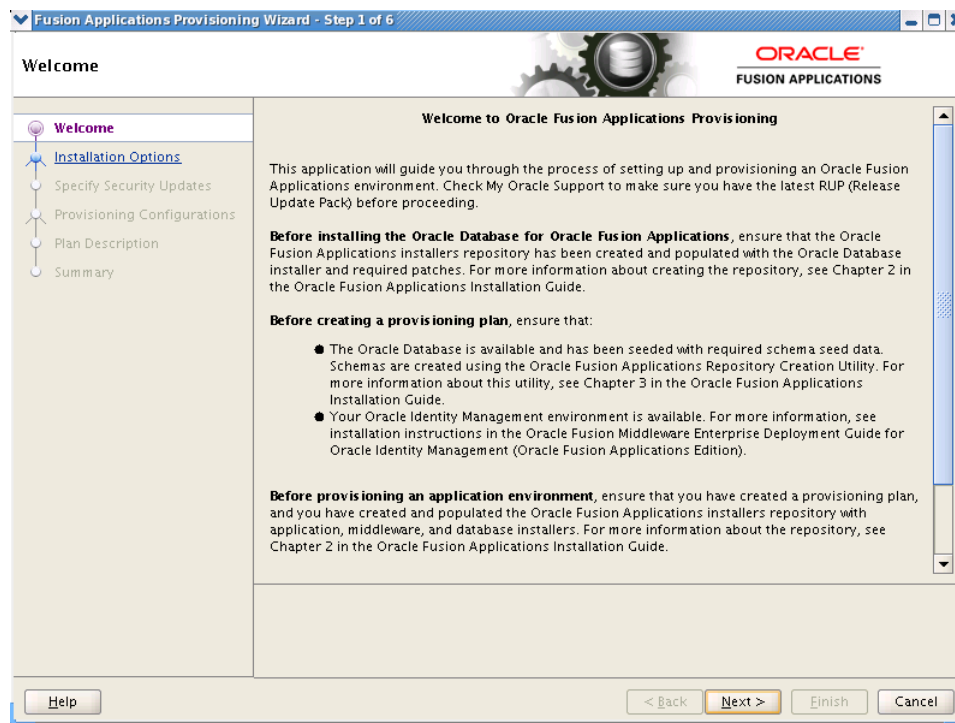 Fusion Applications Provisioning Wizard - Step 1 of 6
Welcome
ORACLE
FUSION APPLICATIONS
Welcome
Installation Options
Specify Security Updates
Provisioning Configurations
Plan Description
Summary
Welcome to Oracle Fusion Applications Provisioning
This application will guide you through the process of setting up and provisioning an Oracle Fusion
Applications environment. Check My Oracle Support to make sure you have the latest RUP (Release
Update Pack) before proceeding.
Before installing the Oracle Database for Oracle Fusion Applications, ensure that the Oracle
Fusion Applications installers repository has been created and populated with the Oracle Database
installer and required patches. For more information about creating the repository, see Chapter 2 in
the Oracle Fusion Applications Installation Guide.
Before creating a provisioning plan, ensure that:
● The Oracle Database is available and has been seeded with required schema seed data.
Schemas are created using the Oracle Fusion Applications Repository Creation Utility. For
more information about this utility, see Chapter 3 in the Oracle Fusion Applications
Installation Guide.
● Your Oracle Identity Management environment is available. For more information, see
installation instructions in the Oracle Fusion Middleware Enterprise Deployment Guide for
Oracle Identity Management (Oracle Fusion Applications Edition).
Before provisioning an application environment, ensure that you have created a provisioning plan,
and you have created and populated the Oracle Fusion Applications installers repository with
application, middleware, and database installers. For more information about the repository, see
Chapter 2 in the Oracle Fusion Applications Installation Guide.
Help
< Back
Next >
Finish
Cancel